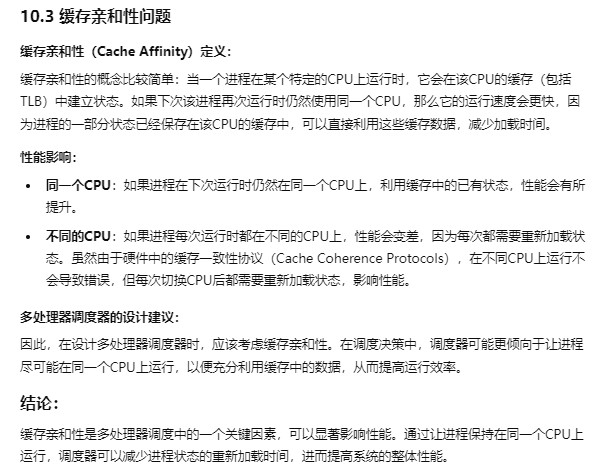 10.3 缓存亲和性问题
缓存亲和性（Cache Affinity）定义：
缓存亲和性的概念比较简单：当一个进程在某个特定的CPU上运行时，它会在该CPU的缓存（包括
TLB）中建立状态。如果下次该进程再次运行时仍然使用同一个CPU，那么它的运行速度会更快，因
为进程的一部分状态已经保存在该CPU的缓存中，可以直接利用这些缓存数据，减少加载时间。
性能影响：
• 同一个CPU：如果进程在下次运行时仍然在同一个CPU上，利用缓存中的已有状态，性能会有所
提升。
• 不同的CPU：如果进程每次运行时都在不同的CPU上，性能会变差，因为每次都需要重新加载状
态。虽然由于硬件中的缓存一致性协议（Cache Coherence Protocols），在不同CPU上运行不
会导致错误，但每次切换CPU后都需要重新加载状态，影响性能。
多处理器调度器的设计建议：
因此，在设计多处理器调度器时，应该考虑缓存亲和性。在调度决策中，调度器可能更倾向于让进程
尽可能在同一个CPU上运行，以便充分利用缓存中的数据，从而提高运行效率。
结论：
缓存亲和性是多处理器调度中的一个关键因素，可以显著影响性能。通过让进程保持在同一个CPU上
运行，调度器可以减少进程状态的重新加载时间，进而提高系统的整体性能。